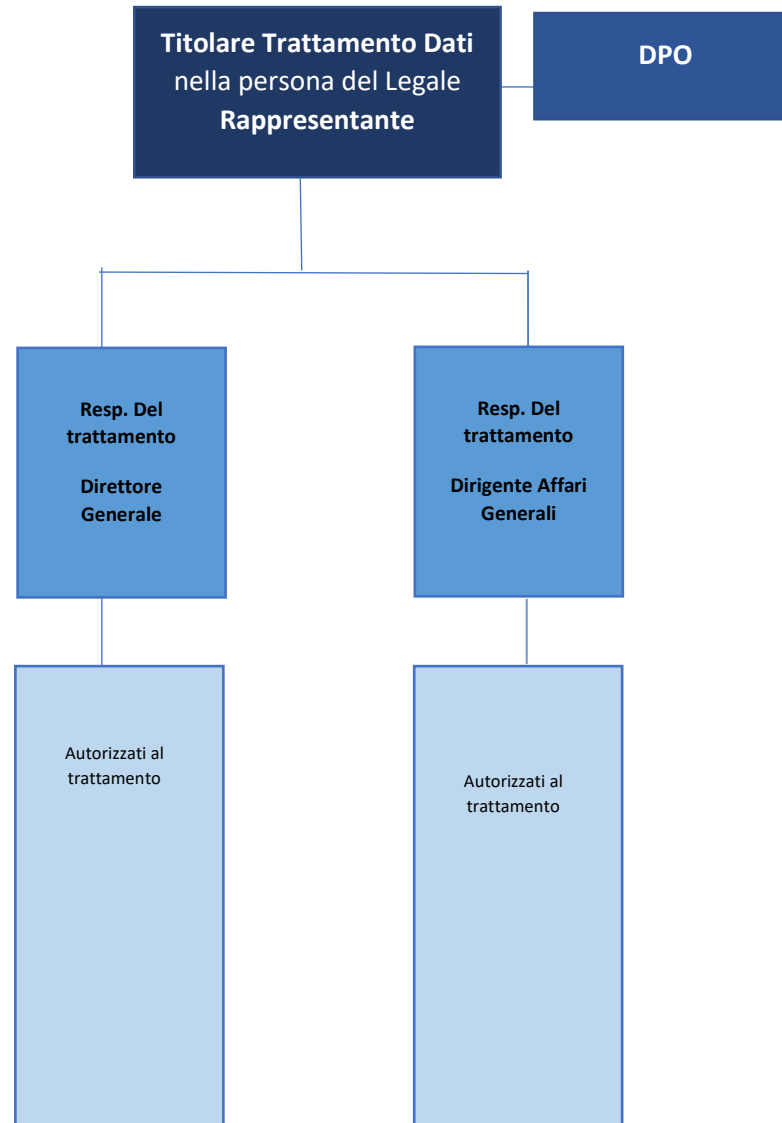 Titolare Trattamento Dati
nella persona del Legale
Rappresentante
DPO
Resp. Del
trattamento
Direttore
Generale
Resp. Del
trattamento
Dirigente Affari
Generali
Autorizzati al
trattamento
Autorizzati al
trattamento